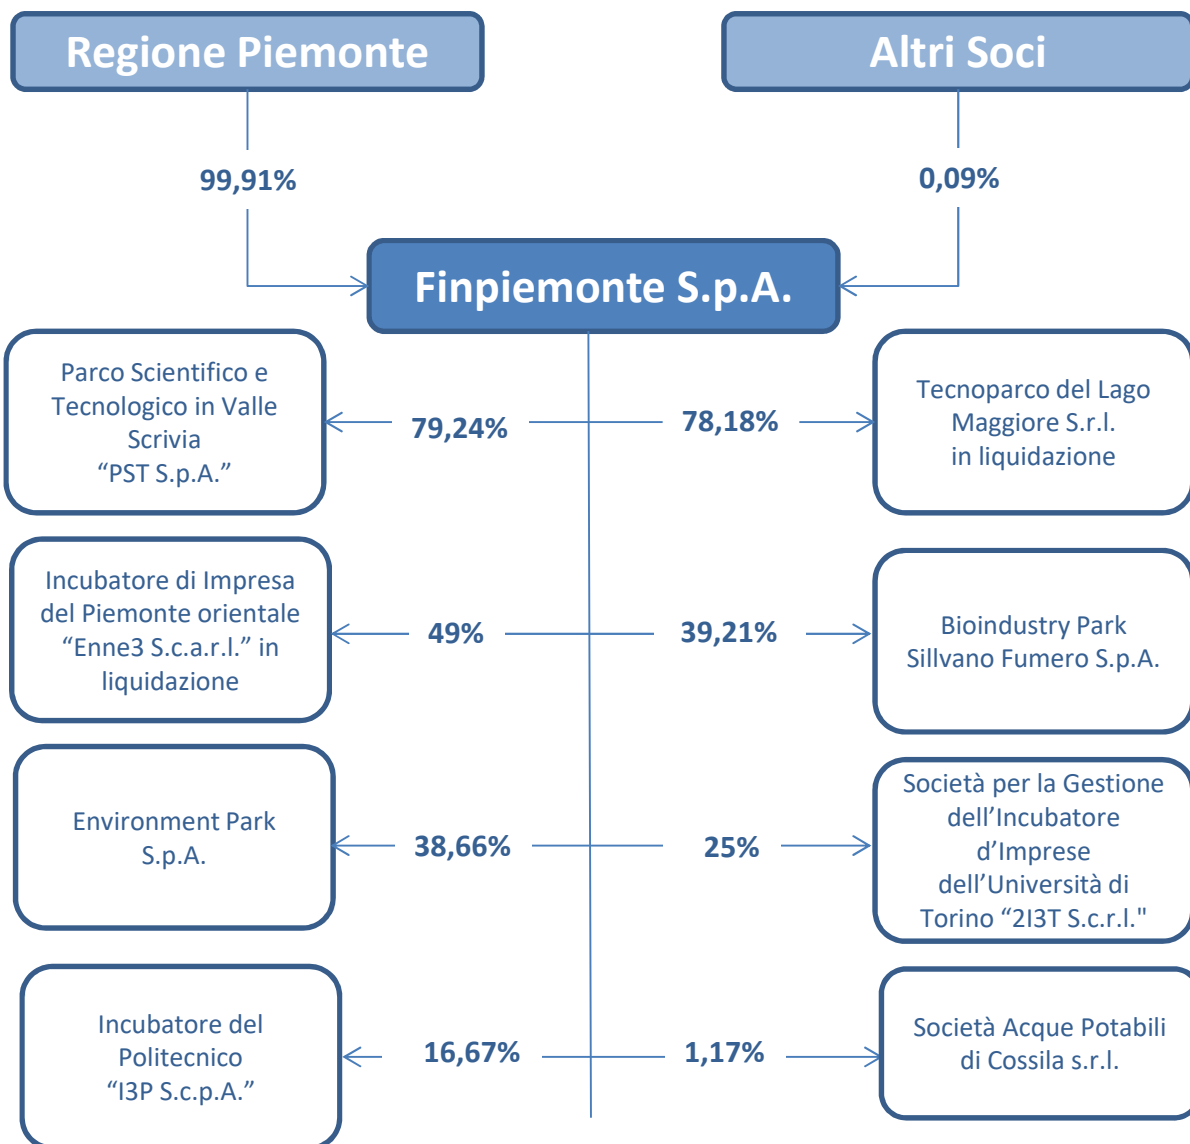 Regione Piemonte
Altri Soci
99,91%
0,09%
Finpiemonte S.p.A.
Parco Scientifico e
Tecnologico in Valle
Scrivia
“PST S.p.A.”
79,24%
78,18%
Tecnoparco del Lago
Maggiore S.r.l.
in liquidazione
Incubatore di Impresa
del Piemonte orientale
“Enne3 S.c.a.r.l.” in
liquidazione
49%
39,21%
Bioindustry Park
Sillvano Fumero S.p.A.
Environment Park
S.p.A.
38,66%
25%
Società per la Gestione
dell’Incubatore
d’Imprese
dell’Università di
Torino “2I3T S.c.r.l."
Incubatore del
Politecnico
“I3P S.c.p.A.”
16,67%
1,17%
Società Acque Potabili
di Cossila s.r.l.